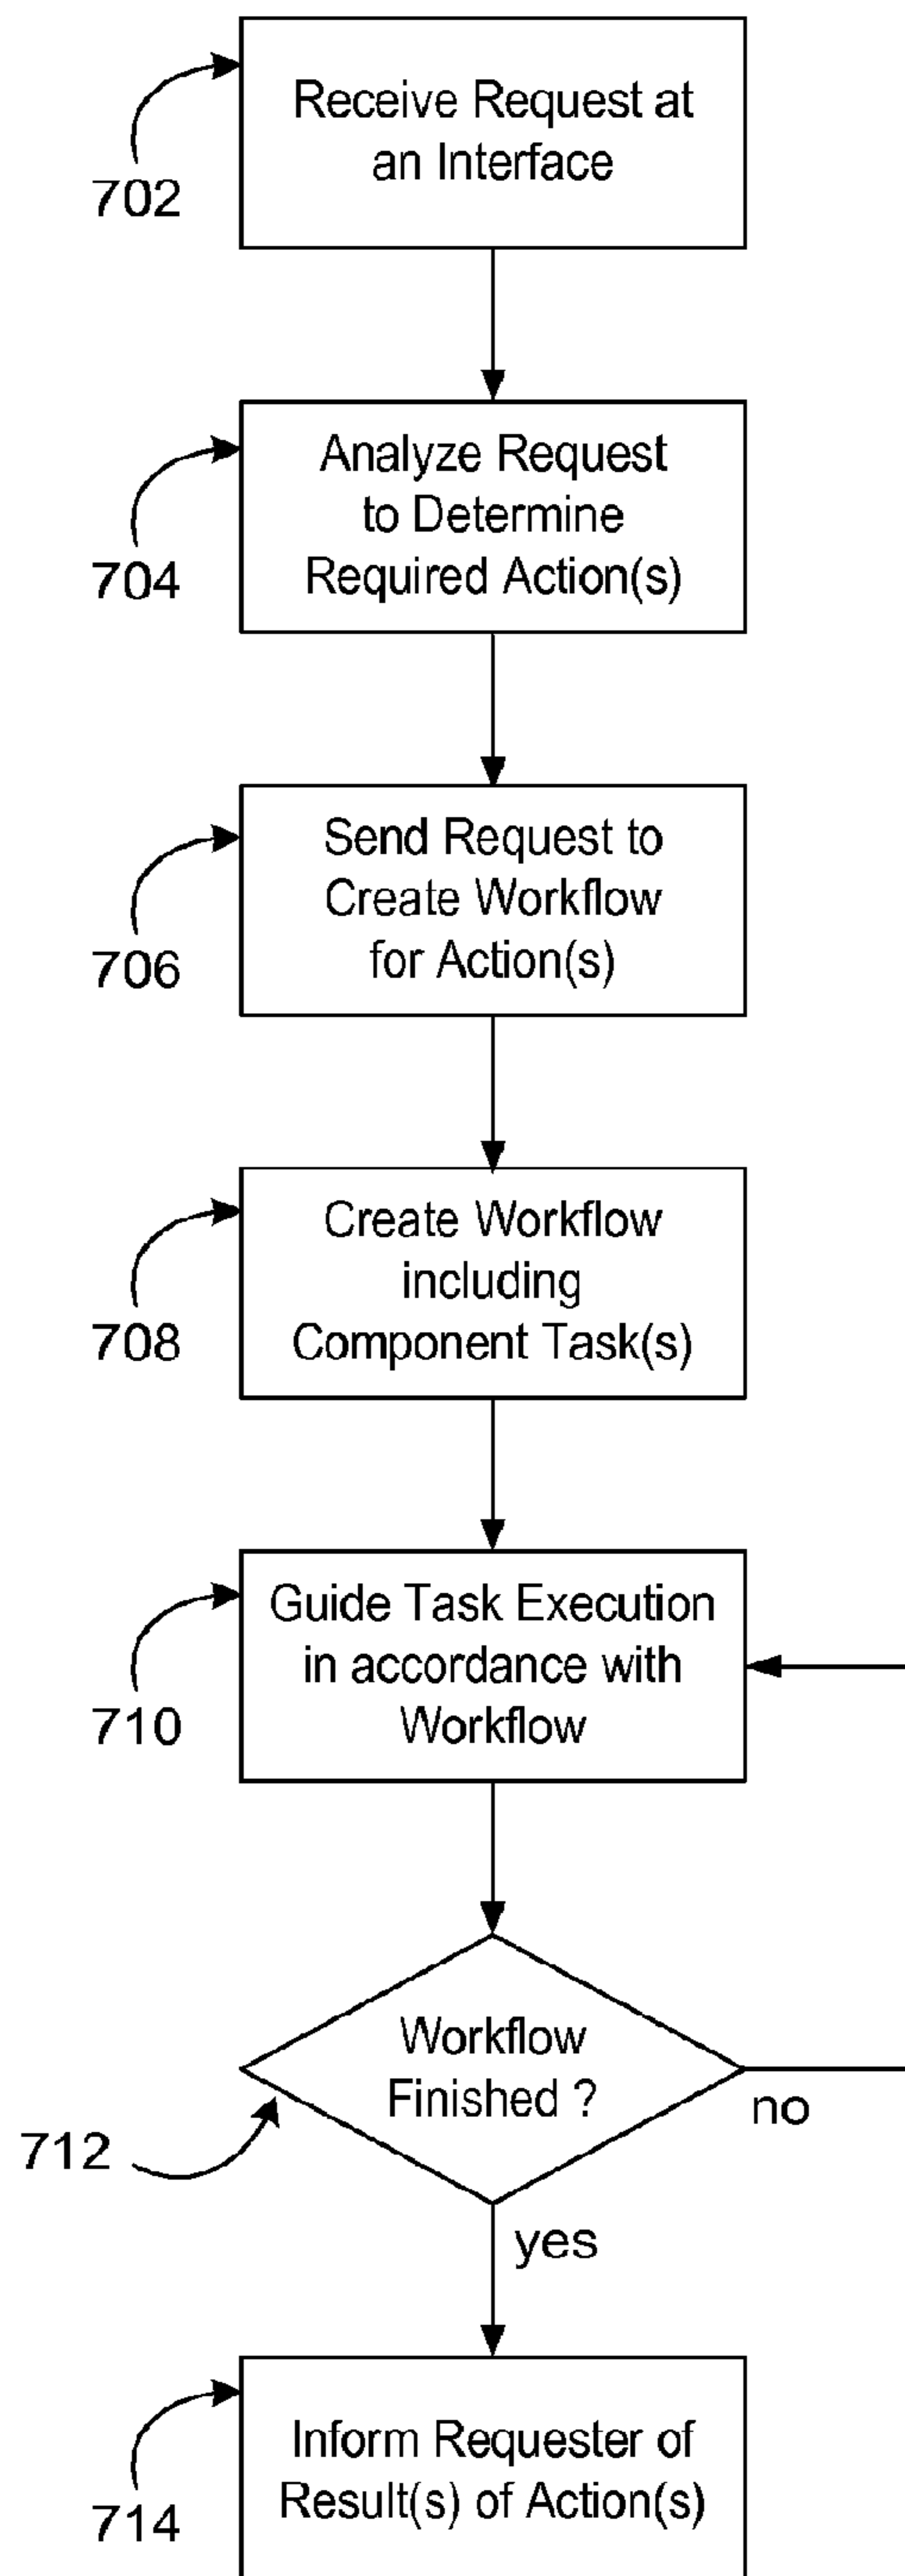 Receive Request at
an Interface
702
Analyze Request
to Determine
Required Action(s)
704
Send Request to
Create Workflow
for Action(s)
706
Create Workflow
including
Component Task(s)
708
Guide Task Execution
in accordance with
Workflow
710
Workflow
Finished ?
no
712
yes
Inform Requester of
Result(s) of Action(s)
714